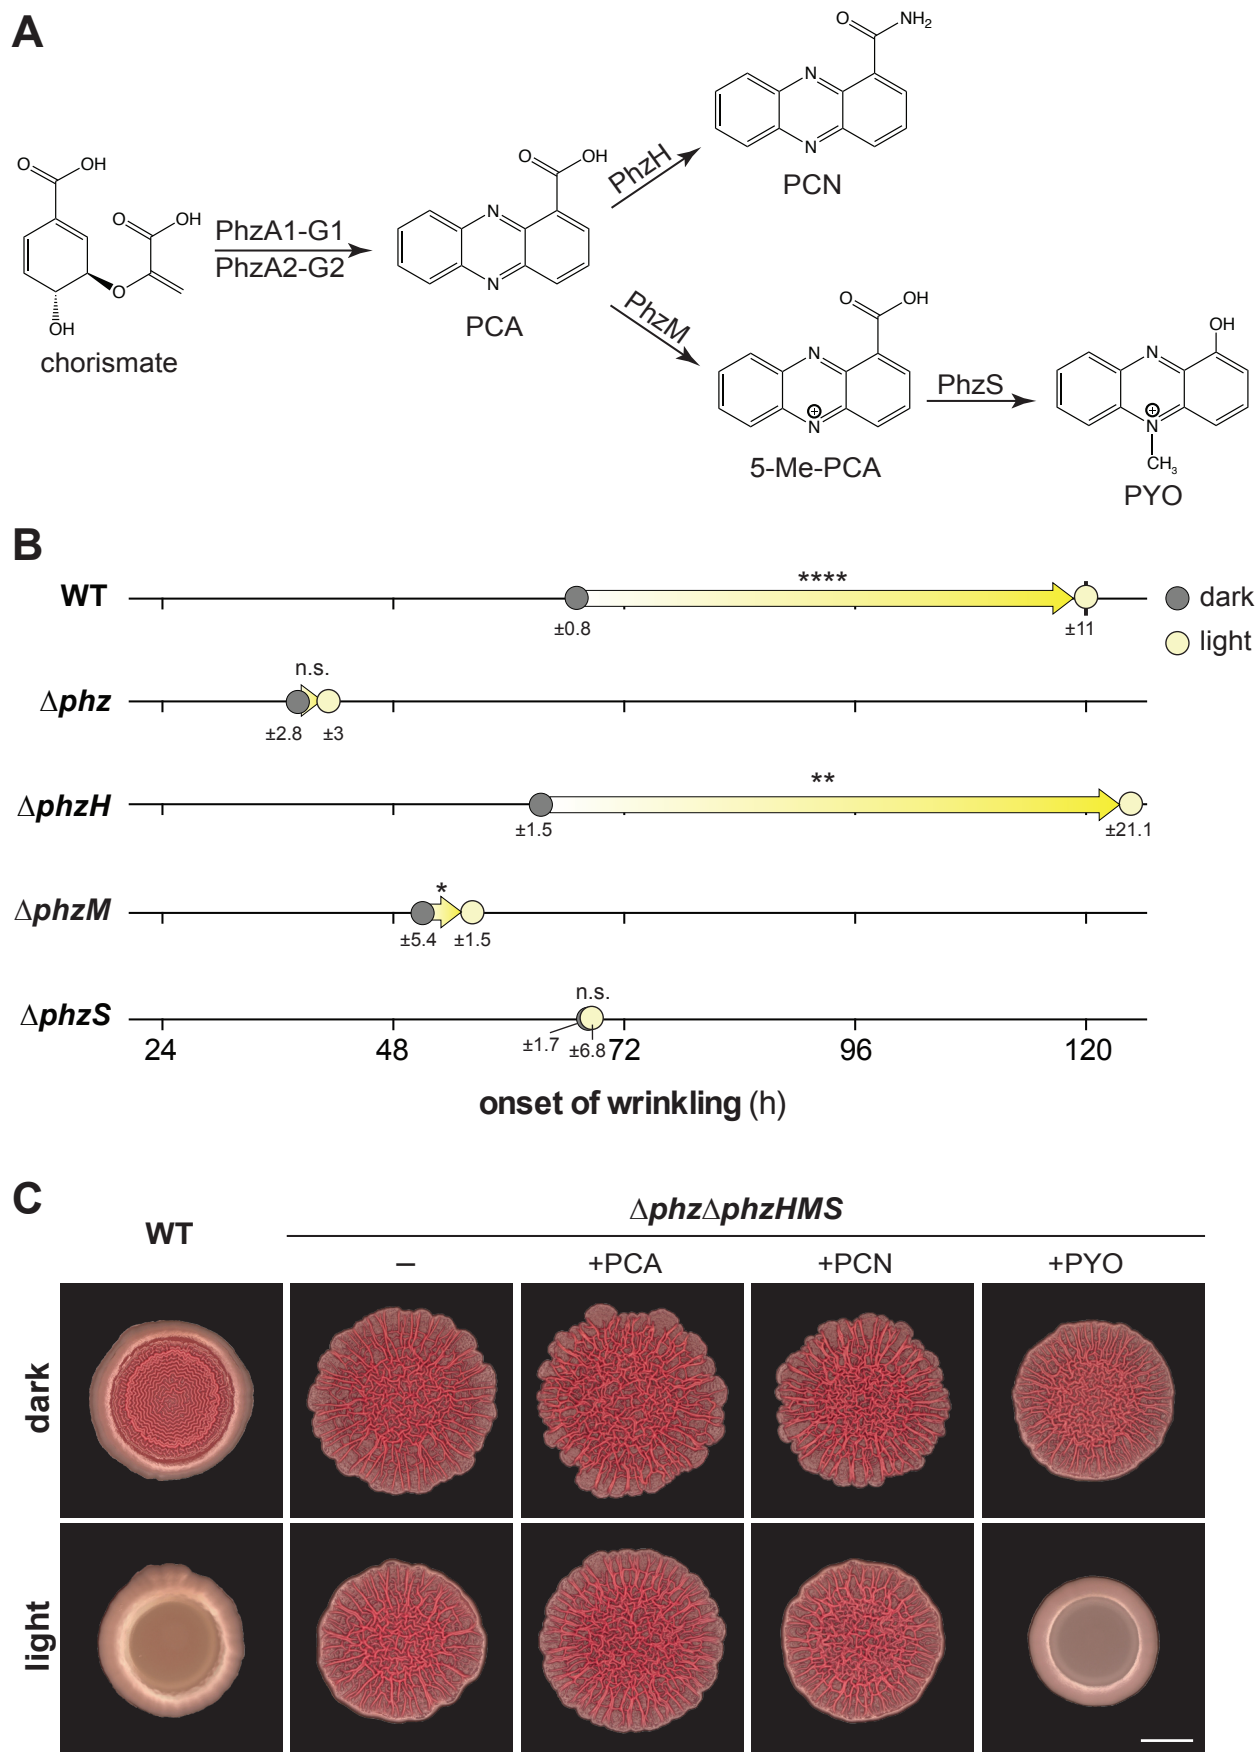 A
O
NH2
N
N
PCN
O
OH
O
OH
O
OH
chorismate
PhzA1-G1
PhzA2-G2
O
OH
N
N
PCA
PhzH
PhzM
O
OH
N
N
+
5-Me-PCA
PhzS
OH
N
N
+
CH3
PYO
B
WT
****
±0.8
±11
dark
light
Δphz
n.s.
±2.8
±3
ΔphzH
**
±1.5
±21.1
ΔphzM
*
±5.4
±1.5
ΔphzS
n.s.
±1.7
±6.8
24
48
72
96
120
onset of wrinkling (h)
C
WT
ΔphzΔphzHMS
–
+PCA
+PCN
+PYO
dark
light